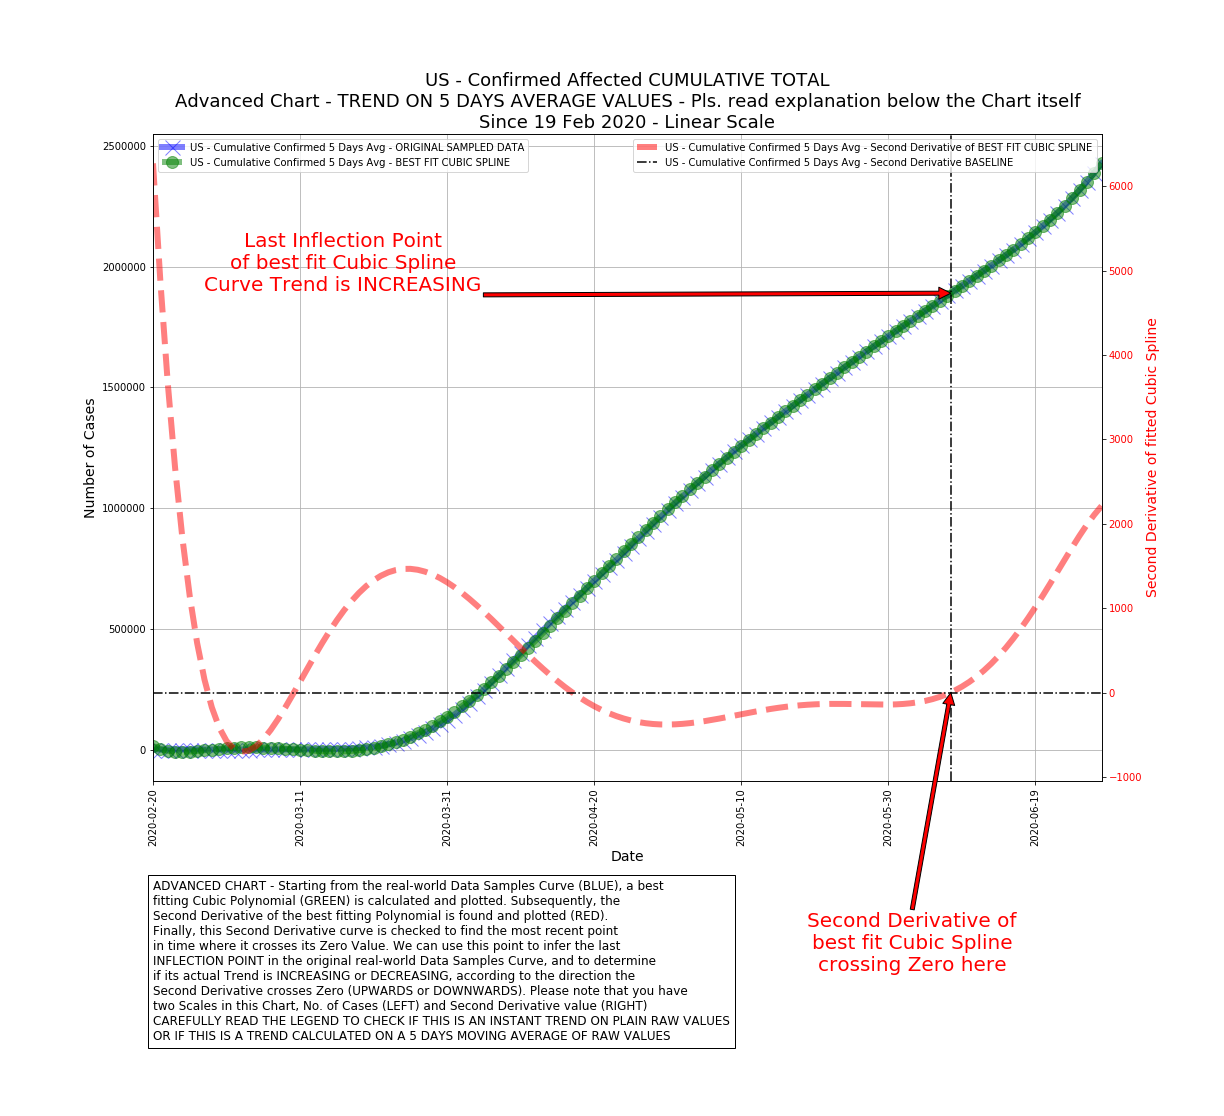 US - Confirmed Affected CUMULATIVE TOTAL
Advanced Chart - TREND ON 5 DAYS AVERAGE VALUES - Pls. read explanation below the Chart itself
Since 19 Feb 2020 - Linear Scale
US - Cumulative Confirmed 5 Days Avg - ORIGINAL SAMPLED DATA
US - Cumulative Confirmed 5 Days Avg - BEST FIT CUBIC SPLINE
US - Cumulative Confirmed 5 Days Avg - Second Derivative of BEST FIT CUBIC SPLINE
US - Cumulative Confirmed 5 Days Avg - Second Derivative BASELINE
Last Inflection Point
of best fit Cubic Spline
Curve Trend is INCREASING
Number of Cases
2500000
2000000
1500000
1000000
500000
0
6000
5000
4000
3000
2000
1000
0
−1000
Second Derivative of fitted Cubic Spline
2020-02-20
2020-03-11
2020-03-31
2020-04-20
2020-05-10
2020-05-30
2020-06-19
Date
ADVANCED CHART - Starting from the real-world Data Samples Curve (BLUE), a best
fitting Cubic Polynomial (GREEN) is calculated and plotted. Subsequently, the
Second Derivative of the best fitting Polynomial is found and plotted (RED).
Finally, this Second Derivative curve is checked to find the most recent point
in time where it crosses its Zero Value. We can use this point to infer the last
INFLECTION POINT in the original real-world Data Samples Curve, and to determine
if its actual Trend is INCREASING or DECREASING, according to the direction the
Second Derivative crosses Zero (UPWARDS or DOWNWARDS). Please note that you have
two Scales in this Chart, No. of Cases (LEFT) and Second Derivative value (RIGHT)
CAREFULLY READ THE LEGEND TO CHECK IF THIS IS AN INSTANT TREND ON PLAIN RAW VALUES
OR IF THIS IS A TREND CALCULATED ON A 5 DAYS MOVING AVERAGE OF RAW VALUES
Second Derivative of
best fit Cubic Spline
crossing Zero here